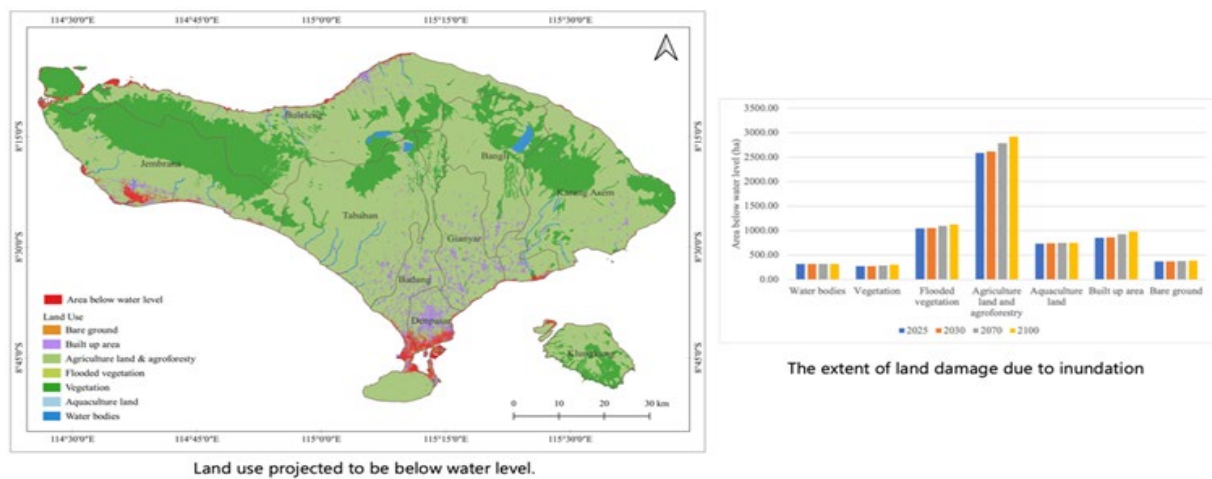 114°30'0"E 114°45'0"E 115°0'0"E 115°15'0"E 115°30'0"E
8°15'0"S
8°30'0"S
8°45'0"S
Buleleng
Jembrana
Bangli
Karang Asem
Tabanan
Gianyar
Badung
Denpasar
Klungkung
Area below water level
Land Use
Bare ground
Built up area
Agriculture land & agroforesty
Flooded vegetation
Vegetation
Aquaculture land
Water bodies
0 10 20 30 km
8°15'0"S
8°30'0"S
8°45'0"S
114°30'0"E 114°45'0"E 115°0'0"E 115°15'0"E 115°30'0"E
Land use projected to be below water level.
Area below water level (ha)
3500.00
3000.00
2500.00
2000.00
1500.00
1000.00
500.00
0.00
Water bodies
Vegetation
Flooded
vegetation
Agriculture
land and
agroforestry
Aquaculture
land
Built up area
Bare ground
2025 2030 2070 2100
The extent of land damage due to inundation